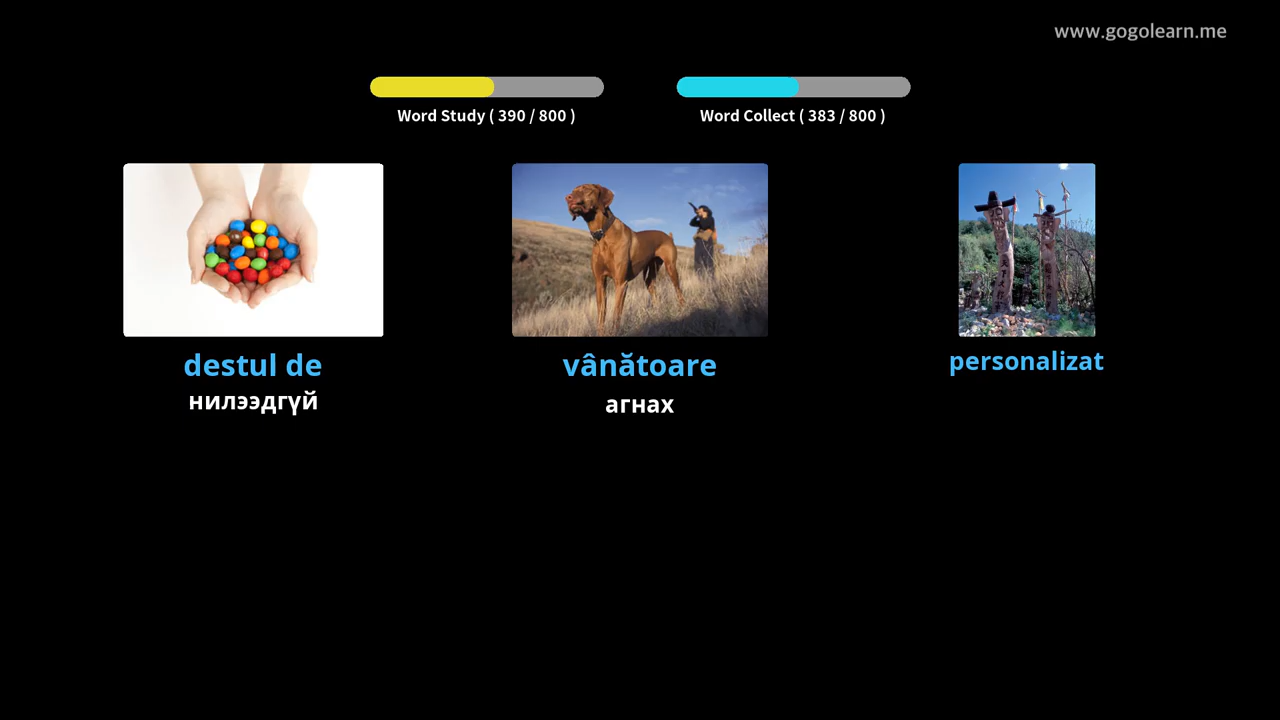 www.gogolearn.me
Word Study ( 390 / 800 )
Word Collect ( 383 / 800 )
destul de
нилээдгүй
vânătoare
агнах
personalizat